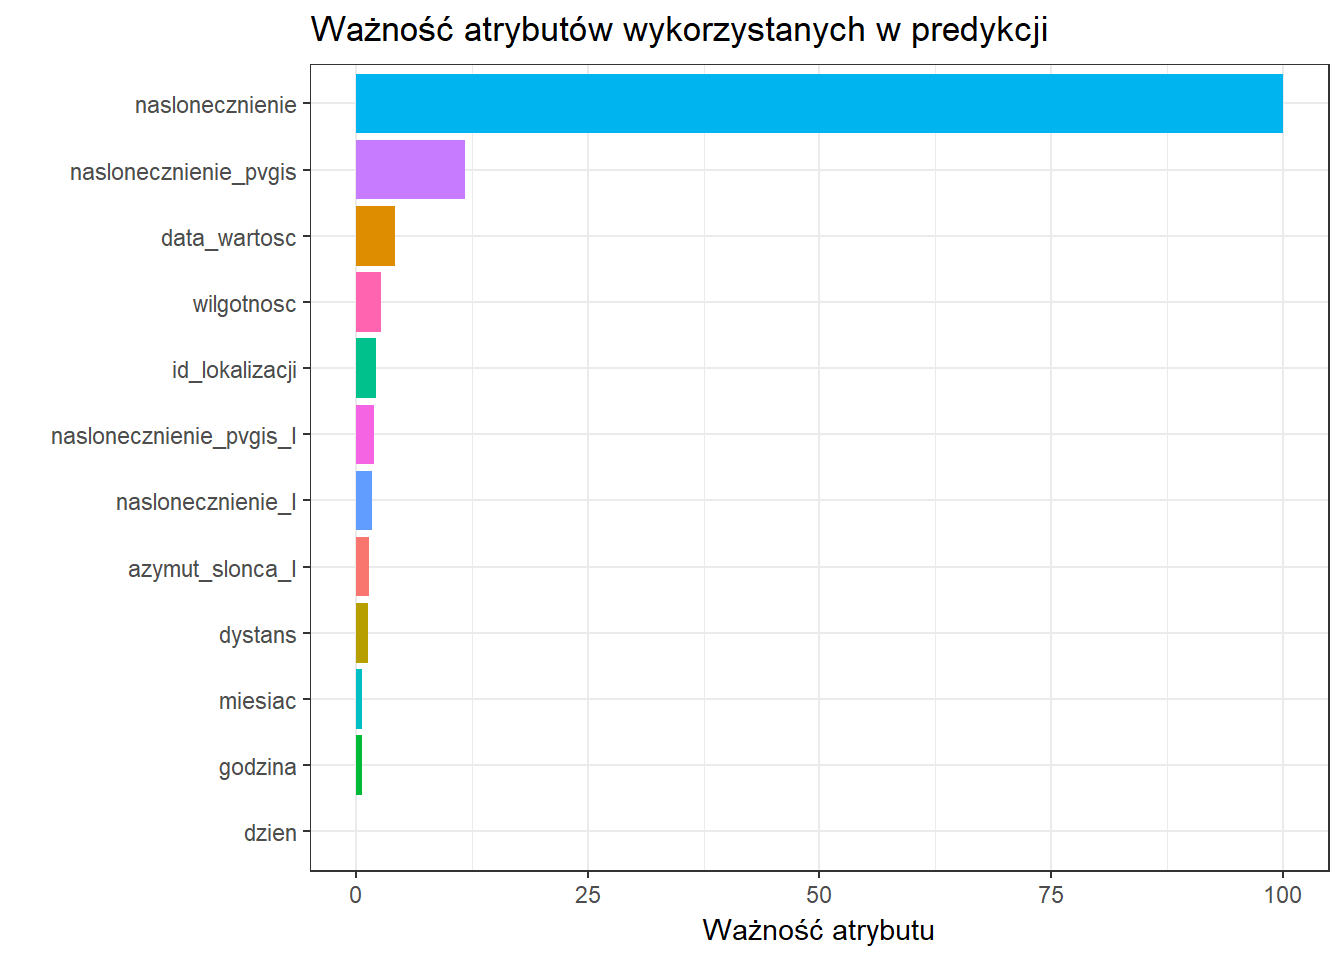 Ważność atrybutów wykorzystanych w predykcji
naslonecznienie
naslonecznienie_pvgis
data_wartosc
wilgotnosc
id_lokalizacji
naslonecznienie_pvgis_l
naslonecznienie_l
azymut_slonca_l
dystans
miesiac
godzina
dzien
0 25 50 75 100
Ważność atrybutu